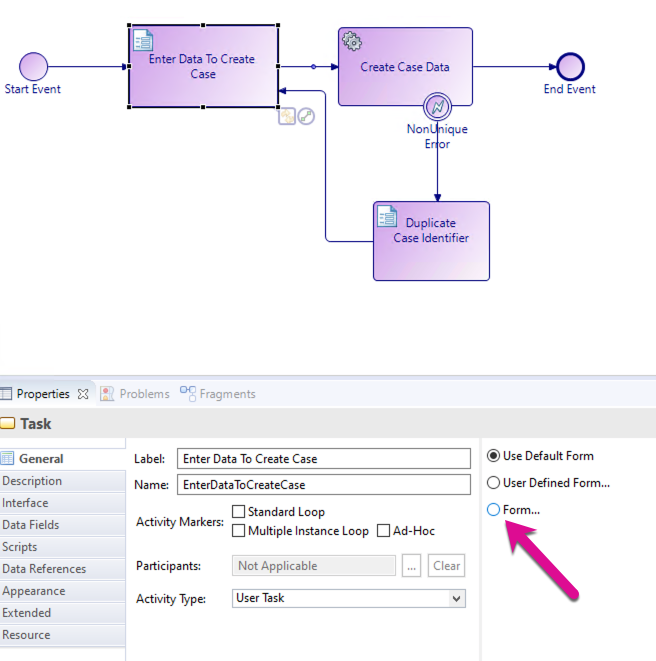 Enter Data To Create
Case
Create Case Data
Start Event
End Event
NonUnique
Error
Duplicate
Case Identifier
Properties
Problems
Fragments
Task
General
Description
Interface
Data Fields
Scripts
Data References
Appearance
Extended
Resource
Label:
Enter Data To Create Case
Name:
EnterDataToCreateCase
Activity Markers:
Standard Loop
Multiple Instance Loop
Ad-Hoc
Participants:
Not Applicable
...
Clear
Activity Type:
User Task
Use Default Form
User Defined Form...
Form...